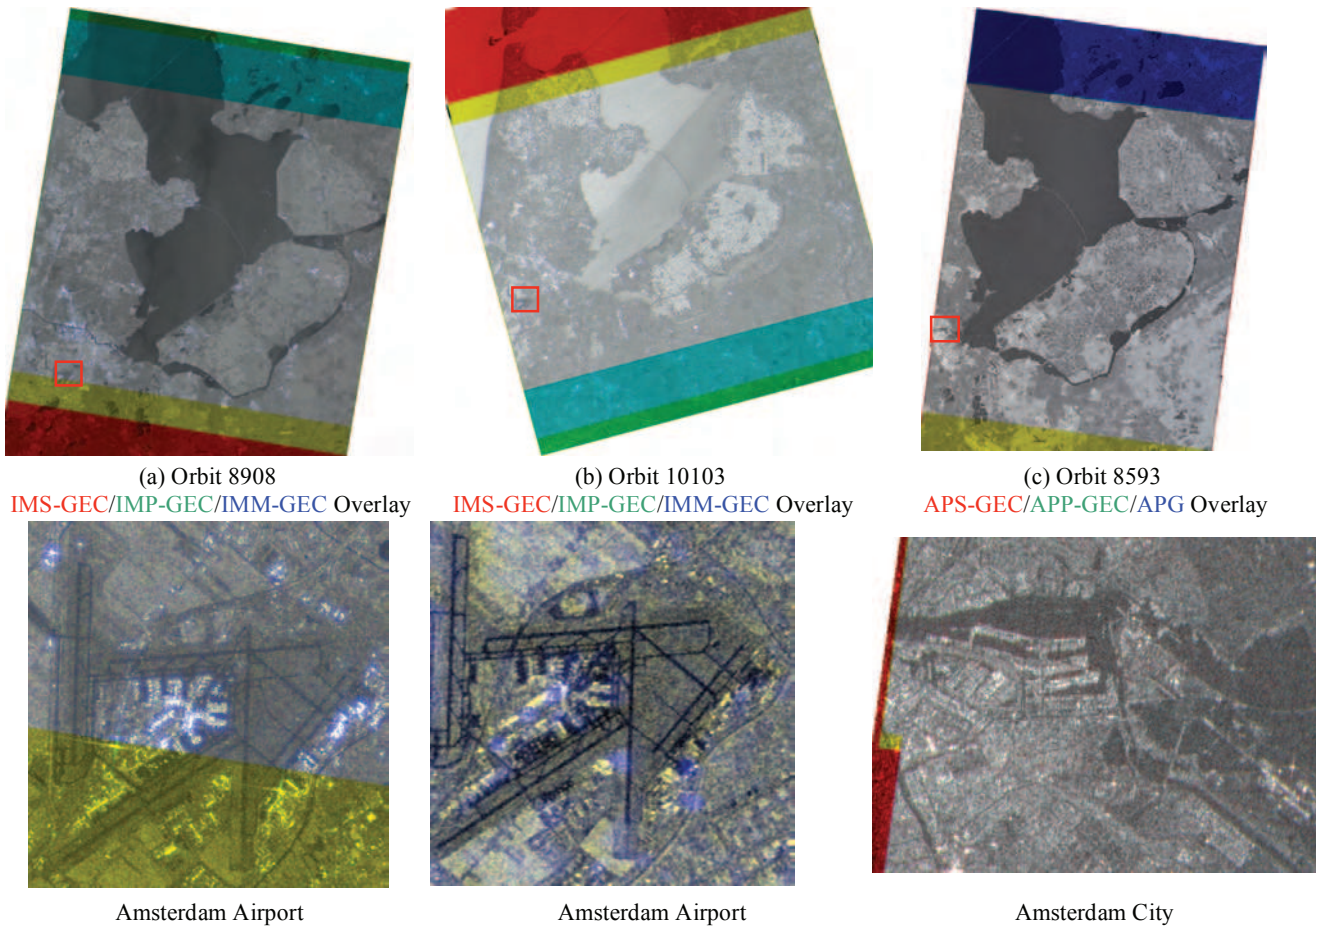 (a) Orbit 8908
IMS-GEC/IMP-GEC/IMM-GEC Overlay
(b) Orbit 10103
IMS-GEC/IMP-GEC/IMM-GEC Overlay
(c) Orbit 8593
APS-GEC/APP-GEC/APG Overlay
Amsterdam Airport
Amsterdam Airport
Amsterdam City